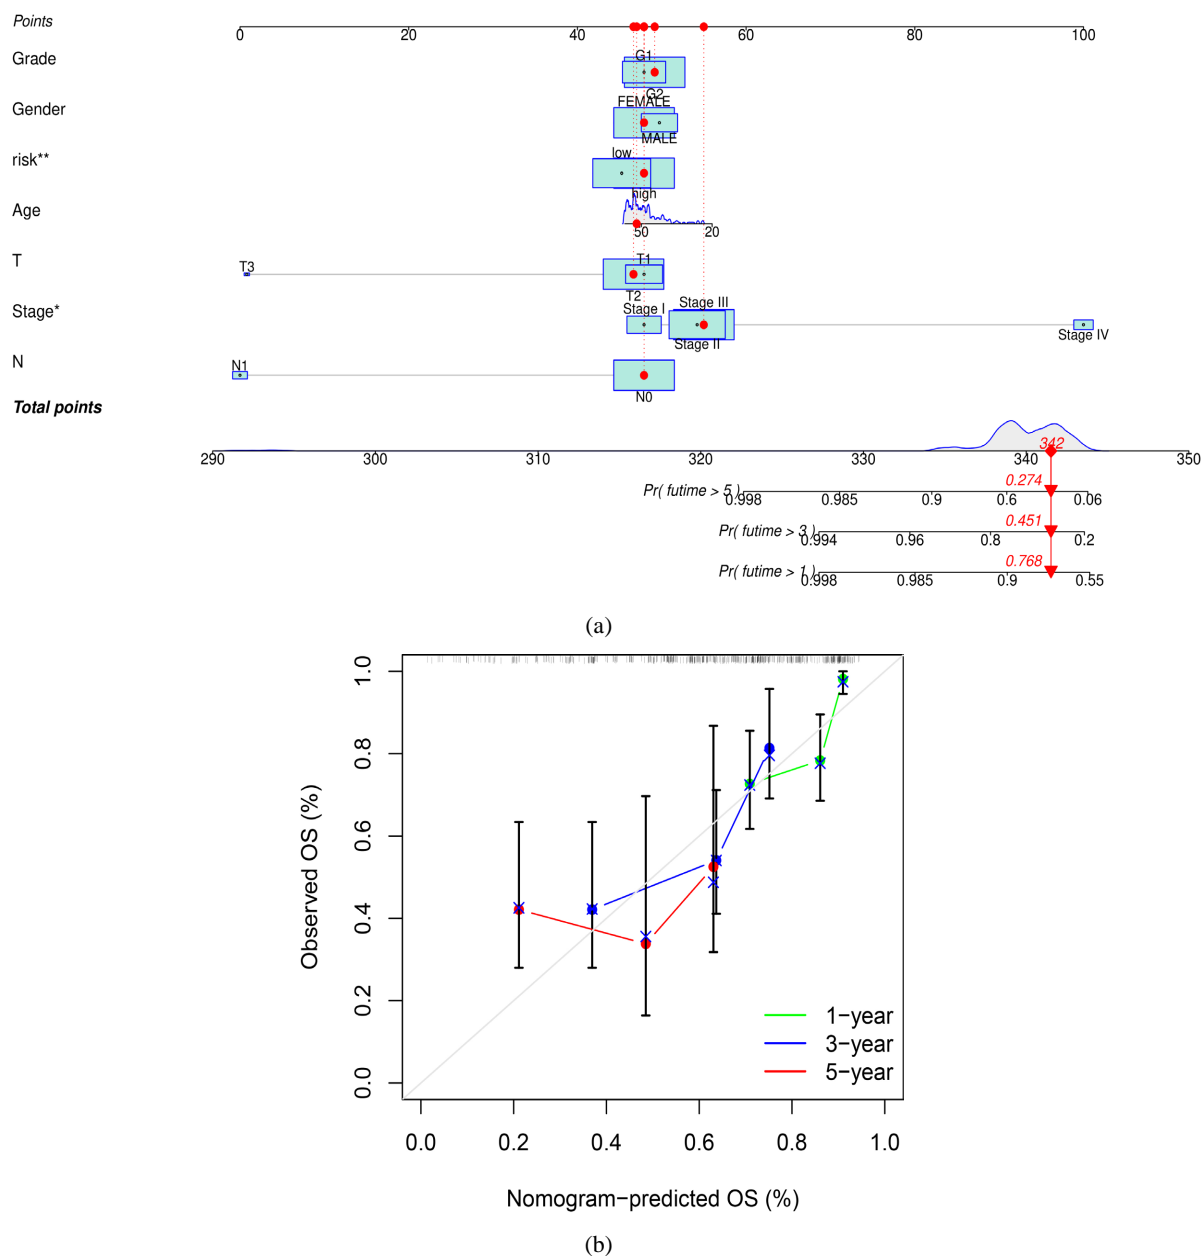 Points
0 20 40 60 80 100
Grade
G1
G2
Gender
FEMALE
MALE
risk**
low
high
Age
50 20
T
T3
T1
T2
Stage*
Stage I
Stage III
Stage II
Stage IV
N
N1
N0
Total points
342
290 300 310 320 330 340 350
0.274
Pr( futime > 5 )
0.998 0.985 0.9 0.6 0.06
0.451
Pr( futime > 3 )
0.994 0.96 0.8 0.2
0.768
Pr( futime > 1 )
0.998 0.985 0.9 0.55
(a)
1.0
0.8
0.6
0.4
0.2
0.0
Observed OS (%)
1−year
3−year
5−year
0.0 0.2 0.4 0.6 0.8 1.0
Nomogram−predicted OS (%)
(b)